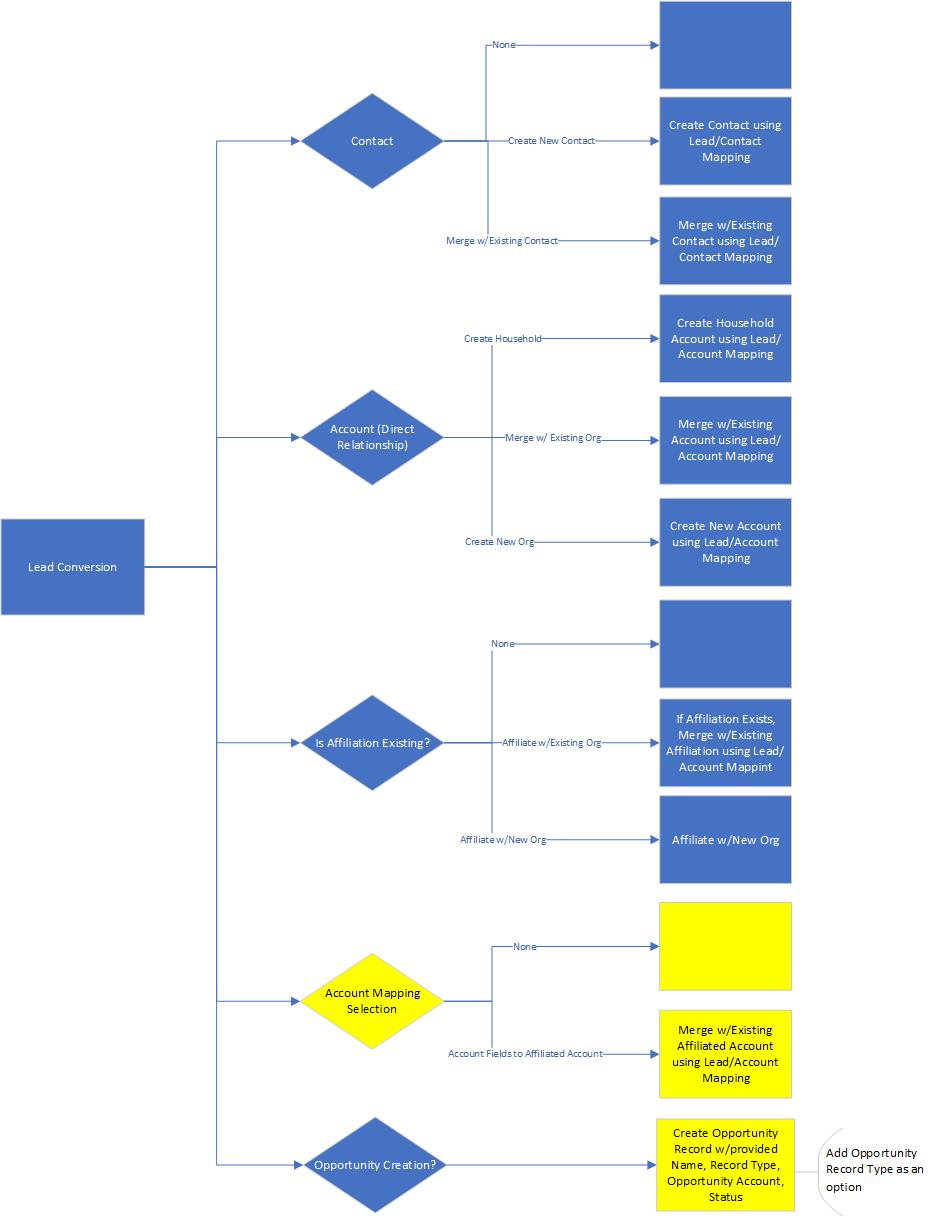 None
Contact
Create New Contact
Create Contact using
Lead/Contact
Mapping
Merge w/Existing Contact
Merge w/Existing
Contact using Lead/
Contact Mapping
Create Household
Create Household
Account using Lead/
Account Mapping
Account (Direct
Relationship)
Merge w/ Existing Org
Merge w/Existing
Account using Lead/
Account Mapping
Create New Org
Create New Account
using Lead/Account
Mapping
Lead Conversion
None
Is Affiliation Existing?
Affiliate w/Existing Org
If Affiliation Exists,
Merge w/Existing
Affiliation using Lead/
Account Mappint
Affiliate w/New Org
Affiliate w/New Org
None
Account Mapping
Selection
Account Fields to Affiliated Account
Merge w/Existing
Affiliated Account
using Lead/Account
Mapping
Opportunity Creation?
Create Opportunity
Record w/provided
Name, Record Type,
Opportunity Account,
Status
Add Opportunity
Record Type as an
option